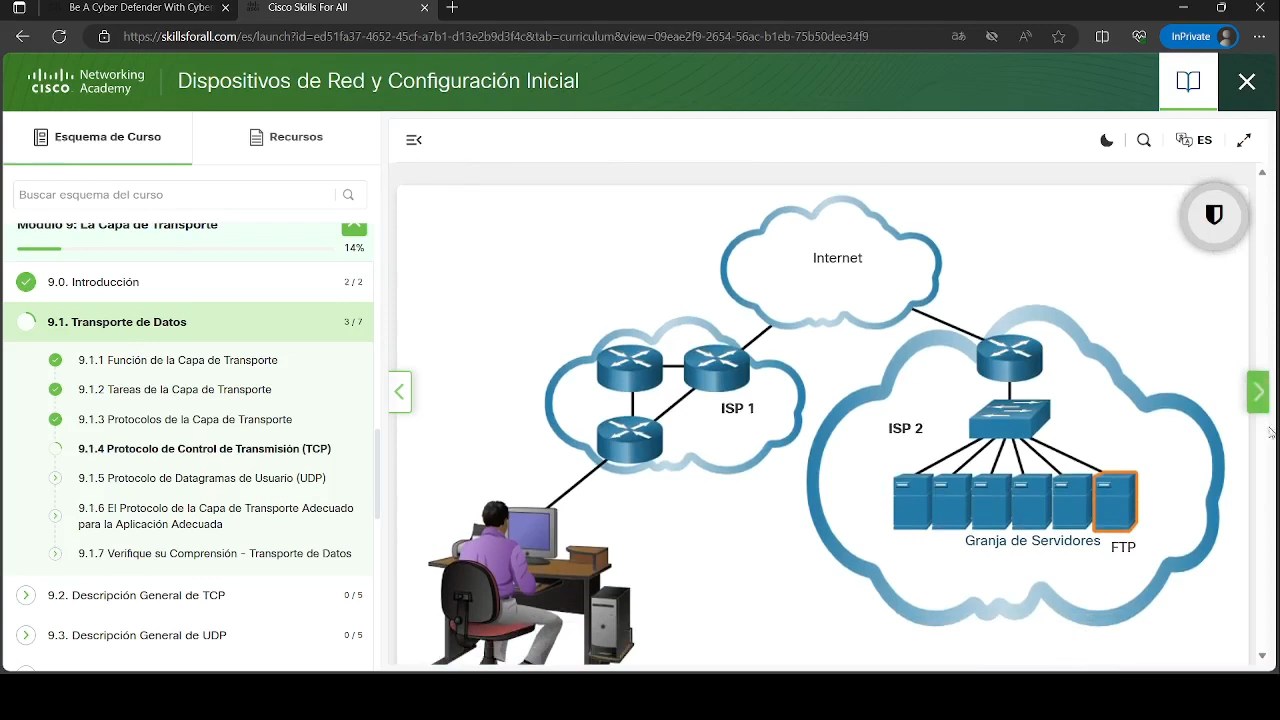 Be A Cyber Defender With Cyber
Cisco Skills For All
https://skillsforall.com/es/launch?id=ed51fa37-4652-45cf-a7b1-d13e2b9d3f4c8&tab=curriculum&view=09eae2f9-2654-56ac-b1eb-75b50dee34f9
InPrivate
CISCO Networking Academy
Dispositivos de Red y Configuración Inicial
Esquema de Curso
Recursos
ES
Buscar esquema del curso
Módulo 9: La Capa de Transporte
14%
9.0. Introducción 2 / 2
9.1. Transporte de Datos 3 / 7
9.1.1 Función de la Capa de Transporte
9.1.2 Tareas de la Capa de Transporte
9.1.3 Protocolos de la Capa de Transporte
9.1.4 Protocolo de Control de Transmisión (TCP)
9.1.5 Protocolo de Datagramas de Usuario (UDP)
9.1.6 El Protocolo de la Capa de Transporte Adecuado
para la Aplicación Adecuada
9.1.7 Verifique su Comprensión - Transporte de Datos
9.2. Descripción General de TCP 0 / 5
9.3. Descripción General de UDP 0 / 5
Internet
ISP 1
ISP 2
Granja de Servidores
FTP